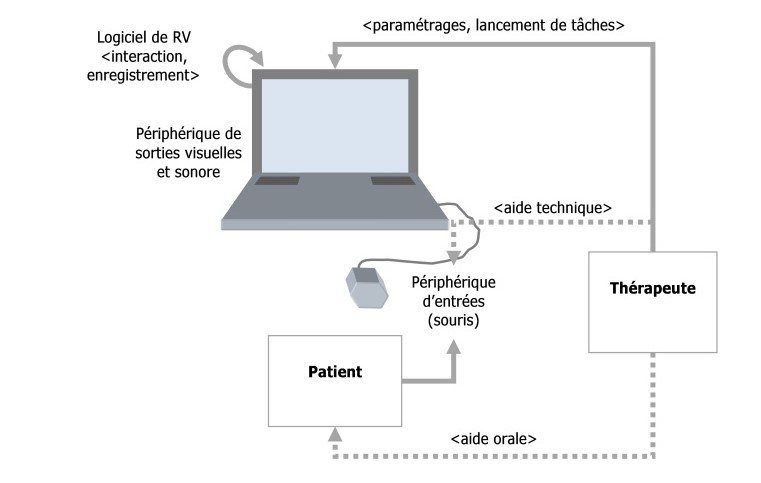 <paramétrages, lancement de tâches>
Logiciel de RV
<interaction,
enregistrement>
Périphérique de
sorties visuelles
et sonore
<aide technique>
Périphérique
d’entrées
(souris)
Thérapeute
Patient
<aide orale>